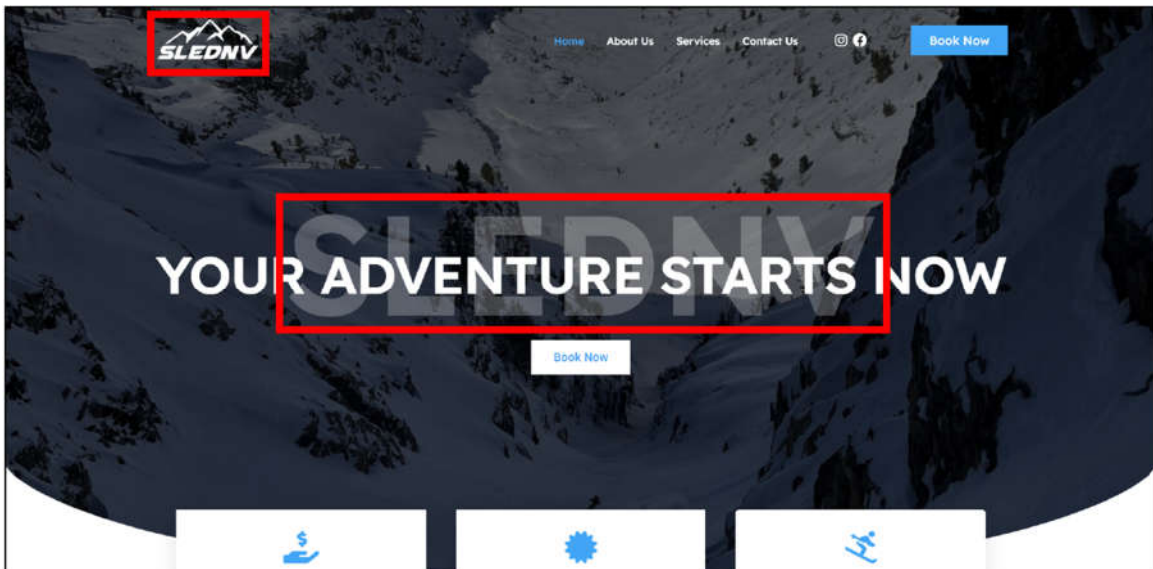 SLEDNV
Home About Us Services Contact Us Book Now
SLEDNV
YOUR ADVENTURE STARTS NOW
Book Now
$